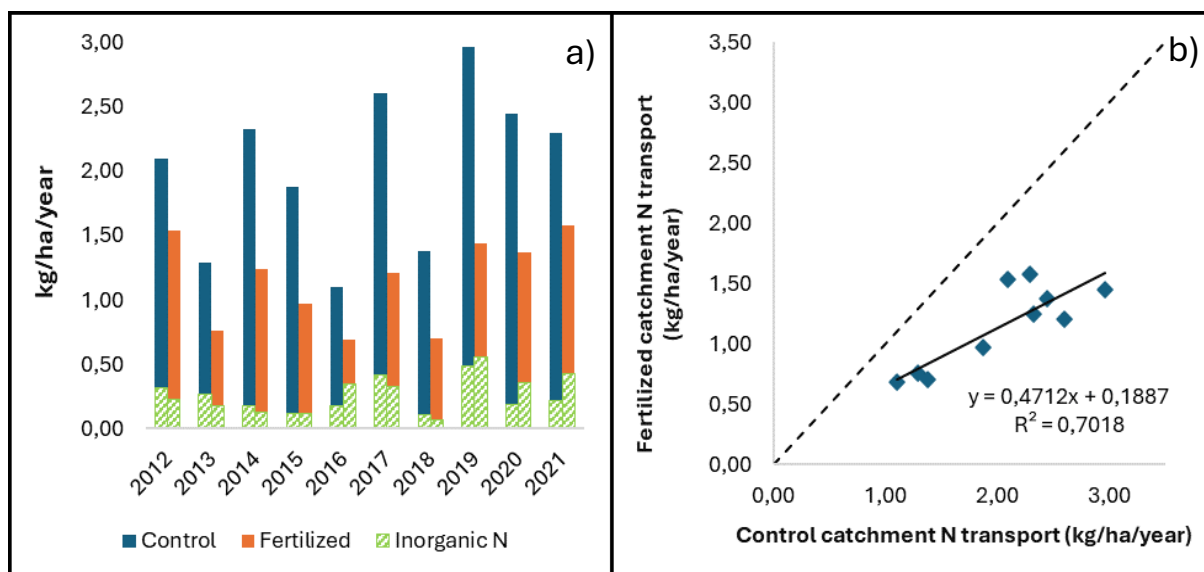 a)
3,00
2,50
2,00
1,50
1,00
0,50
0,00
kg/ha/year
2012
2013
2014
2015
2016
2017
2018
2019
2020
2021
Control
Fertilized
Inorganic N
b)
3,50
3,00
2,50
2,00
1,50
1,00
0,50
0,00
Fertilized catchment N transport
(kg/ha/year)
y = 0,4712x + 0,1887
R² = 0,7018
0,00
1,00
2,00
3,00
Control catchment N transport (kg/ha/year)